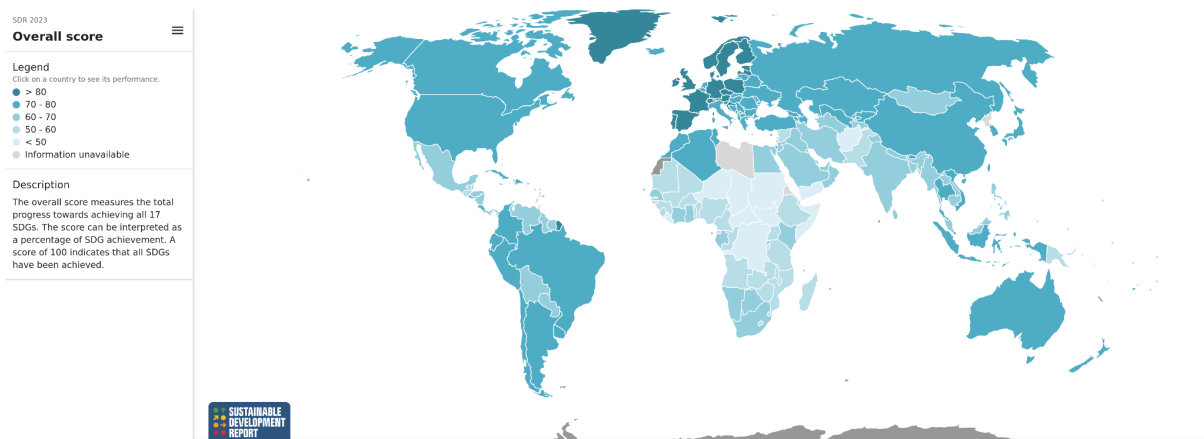 SDR 2023
Overall score
Legend
Click on a country to see its performance.
> 80
70 - 80
60 - 70
50 - 60
< 50
Information unavailable
Description
The overall score measures the total
progress towards achieving all 17
SDGs. The score can be interpreted as
a percentage of SDG achievement. A
score of 100 indicates that all SDGs
have been achieved.
SUSTAINABLE
DEVELOPMENT
REPORT